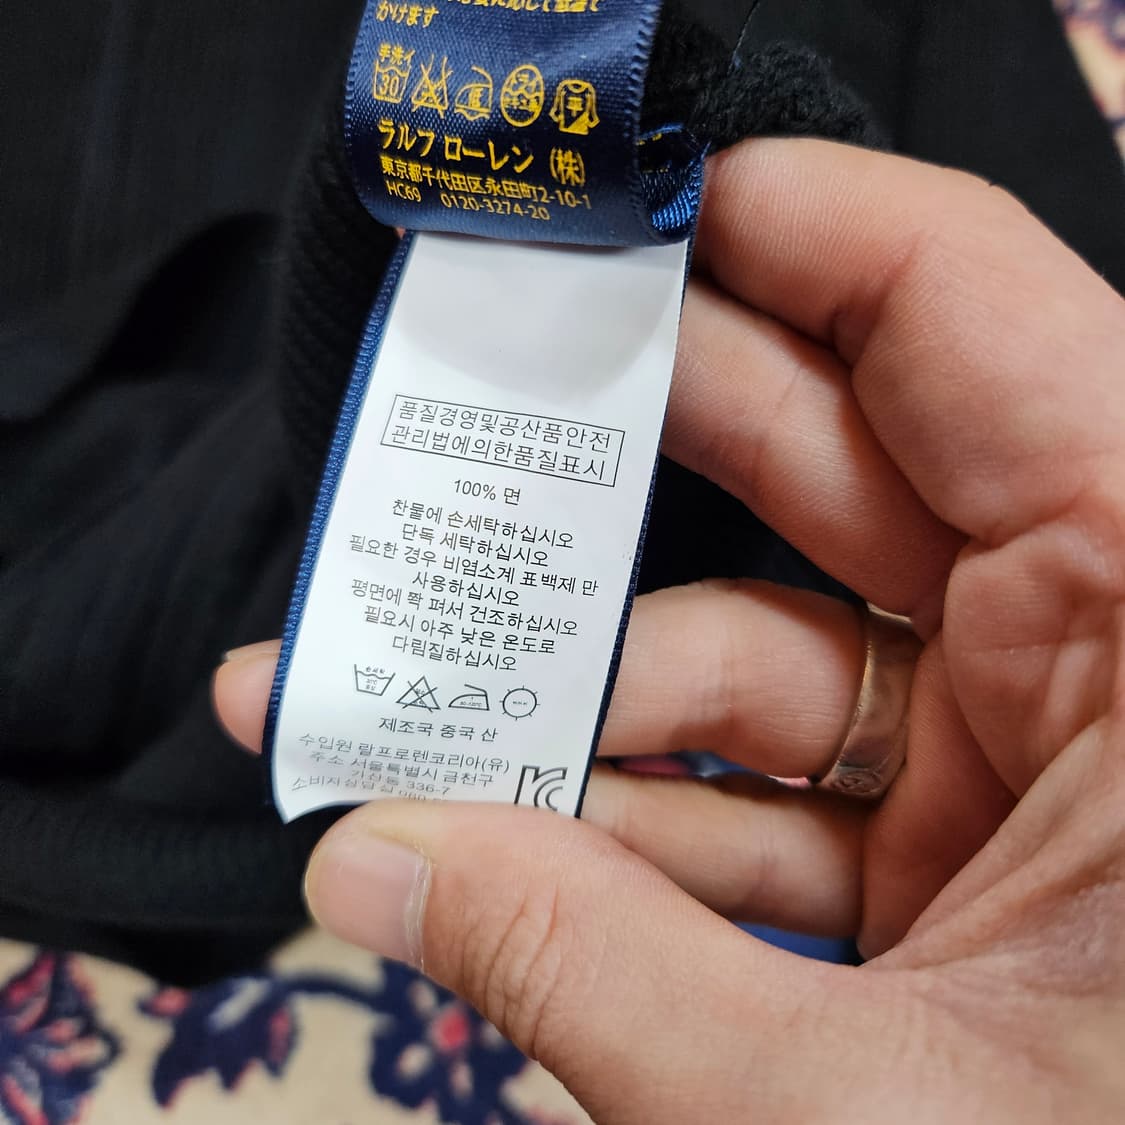 かけます
手洗イ
30
ドライ
平
ラルフ ローレン (株)
東京都千代田区永田町2-10-1
HC69 0120-3274-20
품질경영및공산품안전
관리법에의한품질표시
100% 면
찬물에 손세탁하십시오
단독 세탁하십시오
필요한 경우 비염소계 표백제 만
사용하십시오
평면에 쫙 펴서 건조하십시오
필요시 아주 낮은 온도로
다림질하십시오
제조국 중국 산
수입원 랄프로렌코리아(유)
주소 서울특별시 금천구
가산동 336-7